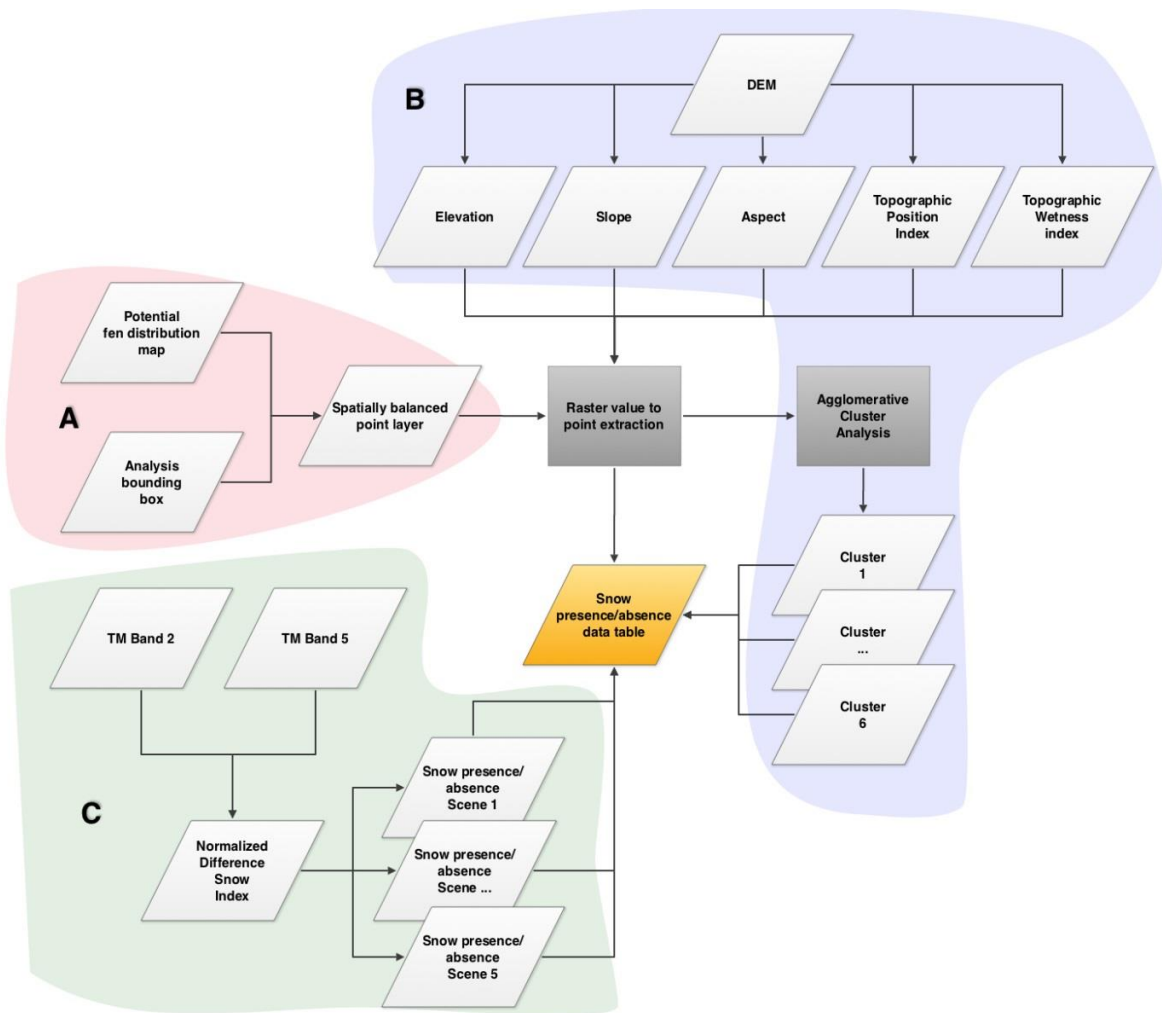 B
DEM
Elevation
Slope
Aspect
Topographic
Position
Index
Topographic
Wetness
index
Potential
fen distribution
map
A
Analysis
bounding
box
Spatially balanced
point layer
Raster value to
point extraction
Agglomerative
Cluster
Analysis
Cluster
1
Cluster
...
Cluster
6
Snow
presence/absence
data table
TM Band 2
TM Band 5
C
Normalized
Difference
Snow
Index
Snow presence/
absence
Scene 1
Snow presence/
absence
Scene ...
Snow presence/
absence
Scene 5